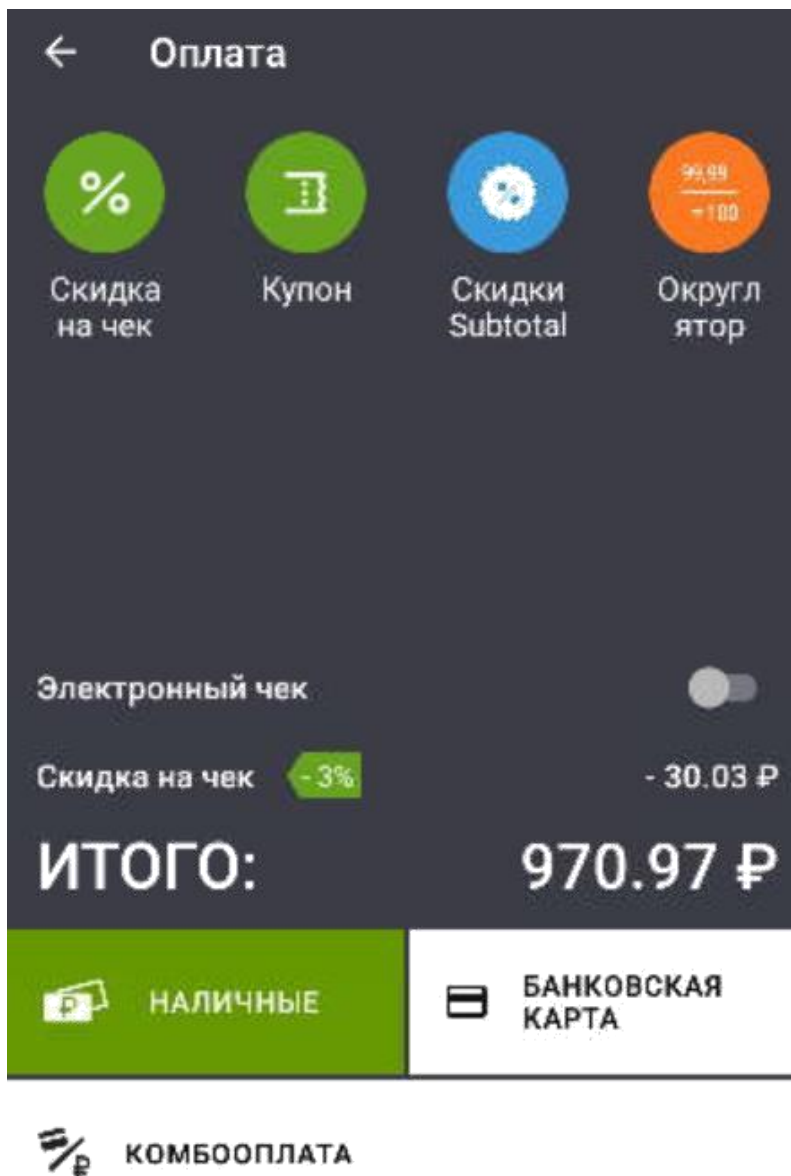 Оплата
%
99,99
=100
Скидка
на чек
Купон
Скидки
Subtotal
Округл
ятор
Электронный чек
Скидка на чек - 3% - 30.03 ₽
ИТОГО: 970.97 ₽
НАЛИЧНЫЕ
БАНКОВСКАЯ
КАРТА
КОМБООПЛАТА